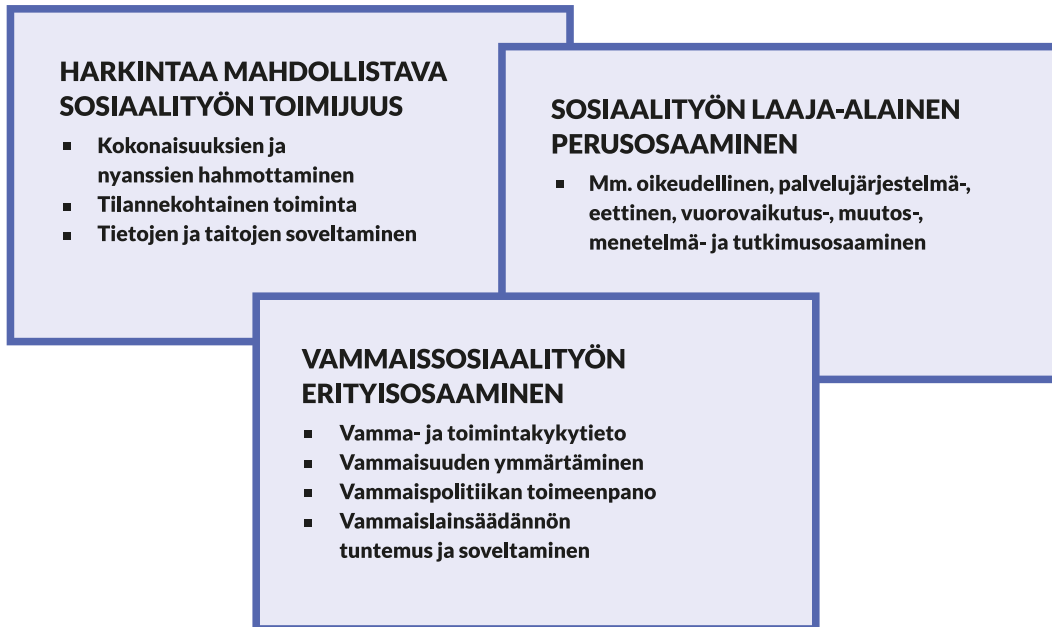 HARKINTAA MAHDOLLISTAVA
SOSIAALITYÖN TOIMIJUUS
▪ Kokonaisuuksien ja
nyanssien hahmottaminen
▪ Tilannekohtainen toiminta
▪ Tietojen ja taitojen soveltaminen
SOSIAALITYÖN LAAJA-ALAINEN
PERUSOSAAMINEN
▪ Mm. oikeudellinen, palvelujärjestelmä-,
eettinen, vuorovaikutus-, muutos-,
menetelmä- ja tutkimusosaaminen
VAMMAISSOSIAALITYÖN
ERITYISOSAAMINEN
▪ Vamma- ja toimintakykytieto
▪ Vammaisuuden ymmärtäminen
▪ Vammaispolitiikan toimeenpano
▪ Vammaislainsäädännön
tuntemus ja soveltaminen